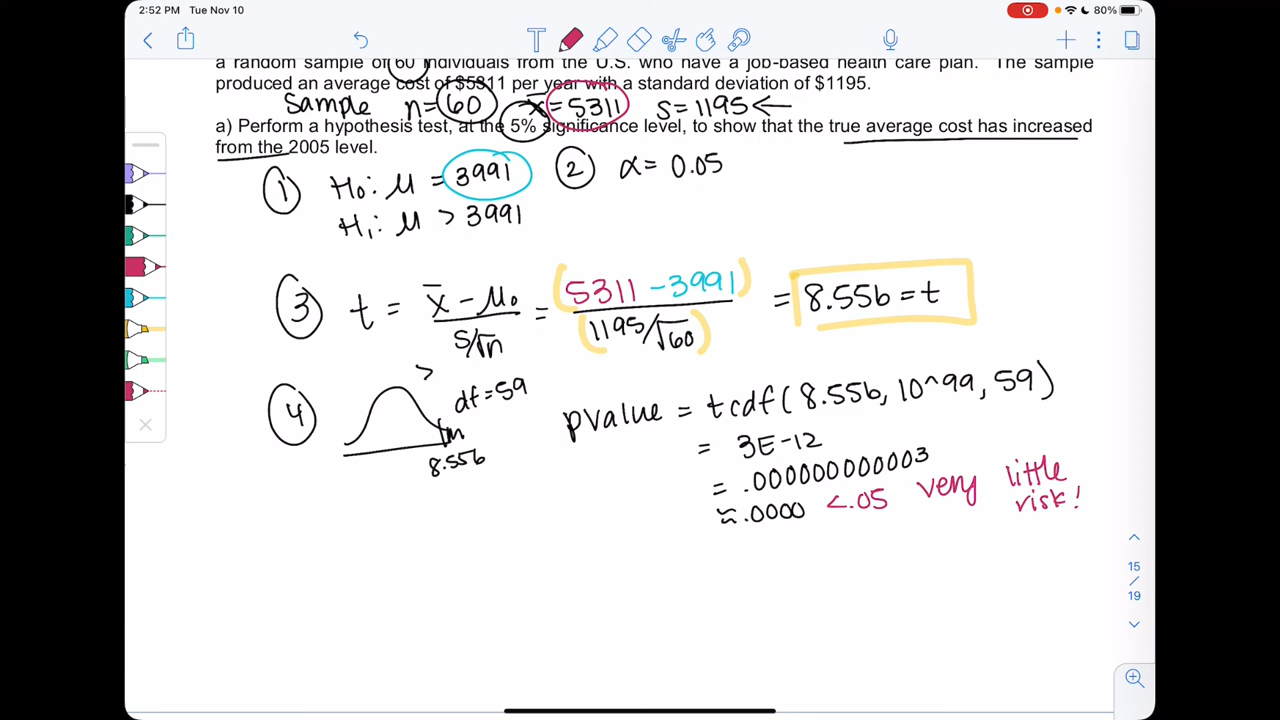 2:52 PM Tue Nov 10
80%
a random sample of 60 individuals from the U.S. who have a job-based health care plan. The sample
produced an average cost of $5311 per year with a standard deviation of $1195.
Sample n=60 x̄=5311 s=1195←
a) Perform a hypothesis test, at the 5% significance level, to show that the true average cost has increased
from the 2005 level.
① H₀: μ = 3991 ② α = 0.05
H₁: μ > 3991
③ t = x̄ - μ₀ / s/√n = (5311 - 3991) / (1195/√60) = 8.556 = t
④ > df=59 pvalue = tcdf(8.556, 10^99, 59)
8.556
= 3E-12
= .000000000003
≈ .0000 <.05 very little risk!
15
/
19